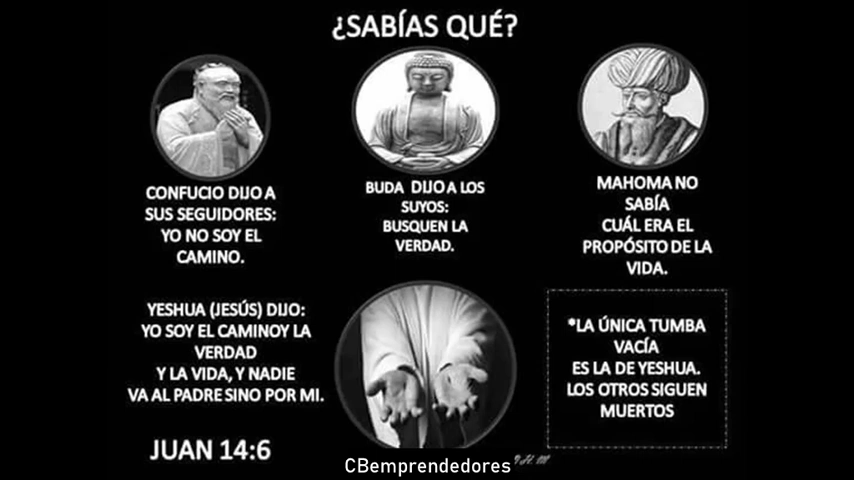 ¿SABÍAS QUÉ?
CONFUCIO DIJO A
SUS SEGUIDORES:
YO NO SOY EL
CAMINO.
BUDA DIJO A LOS
SUYOS:
BUSQUEN LA
VERDAD.
MAHOMA NO
SABÍA
CUÁL ERA EL
PROPÓSITO DE LA
VIDA.
YESHUA (JESÚS) DIJO:
YO SOY EL CAMINOY LA
VERDAD
Y LA VIDA, Y NADIE
VA AL PADRE SINO POR MI.
JUAN 14:6
*LA ÚNICA TUMBA
VACÍA
ES LA DE YESHUA.
LOS OTROS SIGUEN
MUERTOS
CBemprendedores